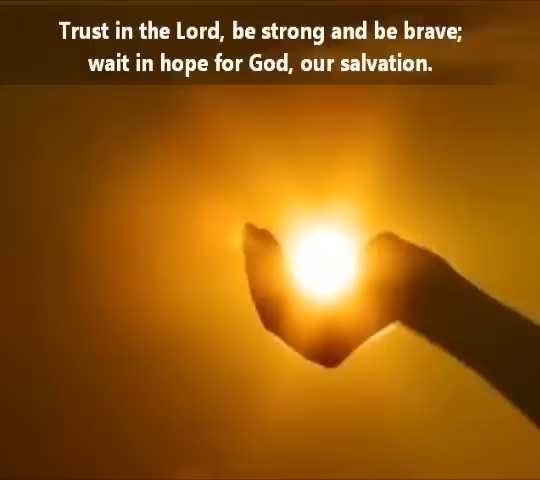 Trust in the Lord, be strong and be brave;
wait in hope for God, our salvation.